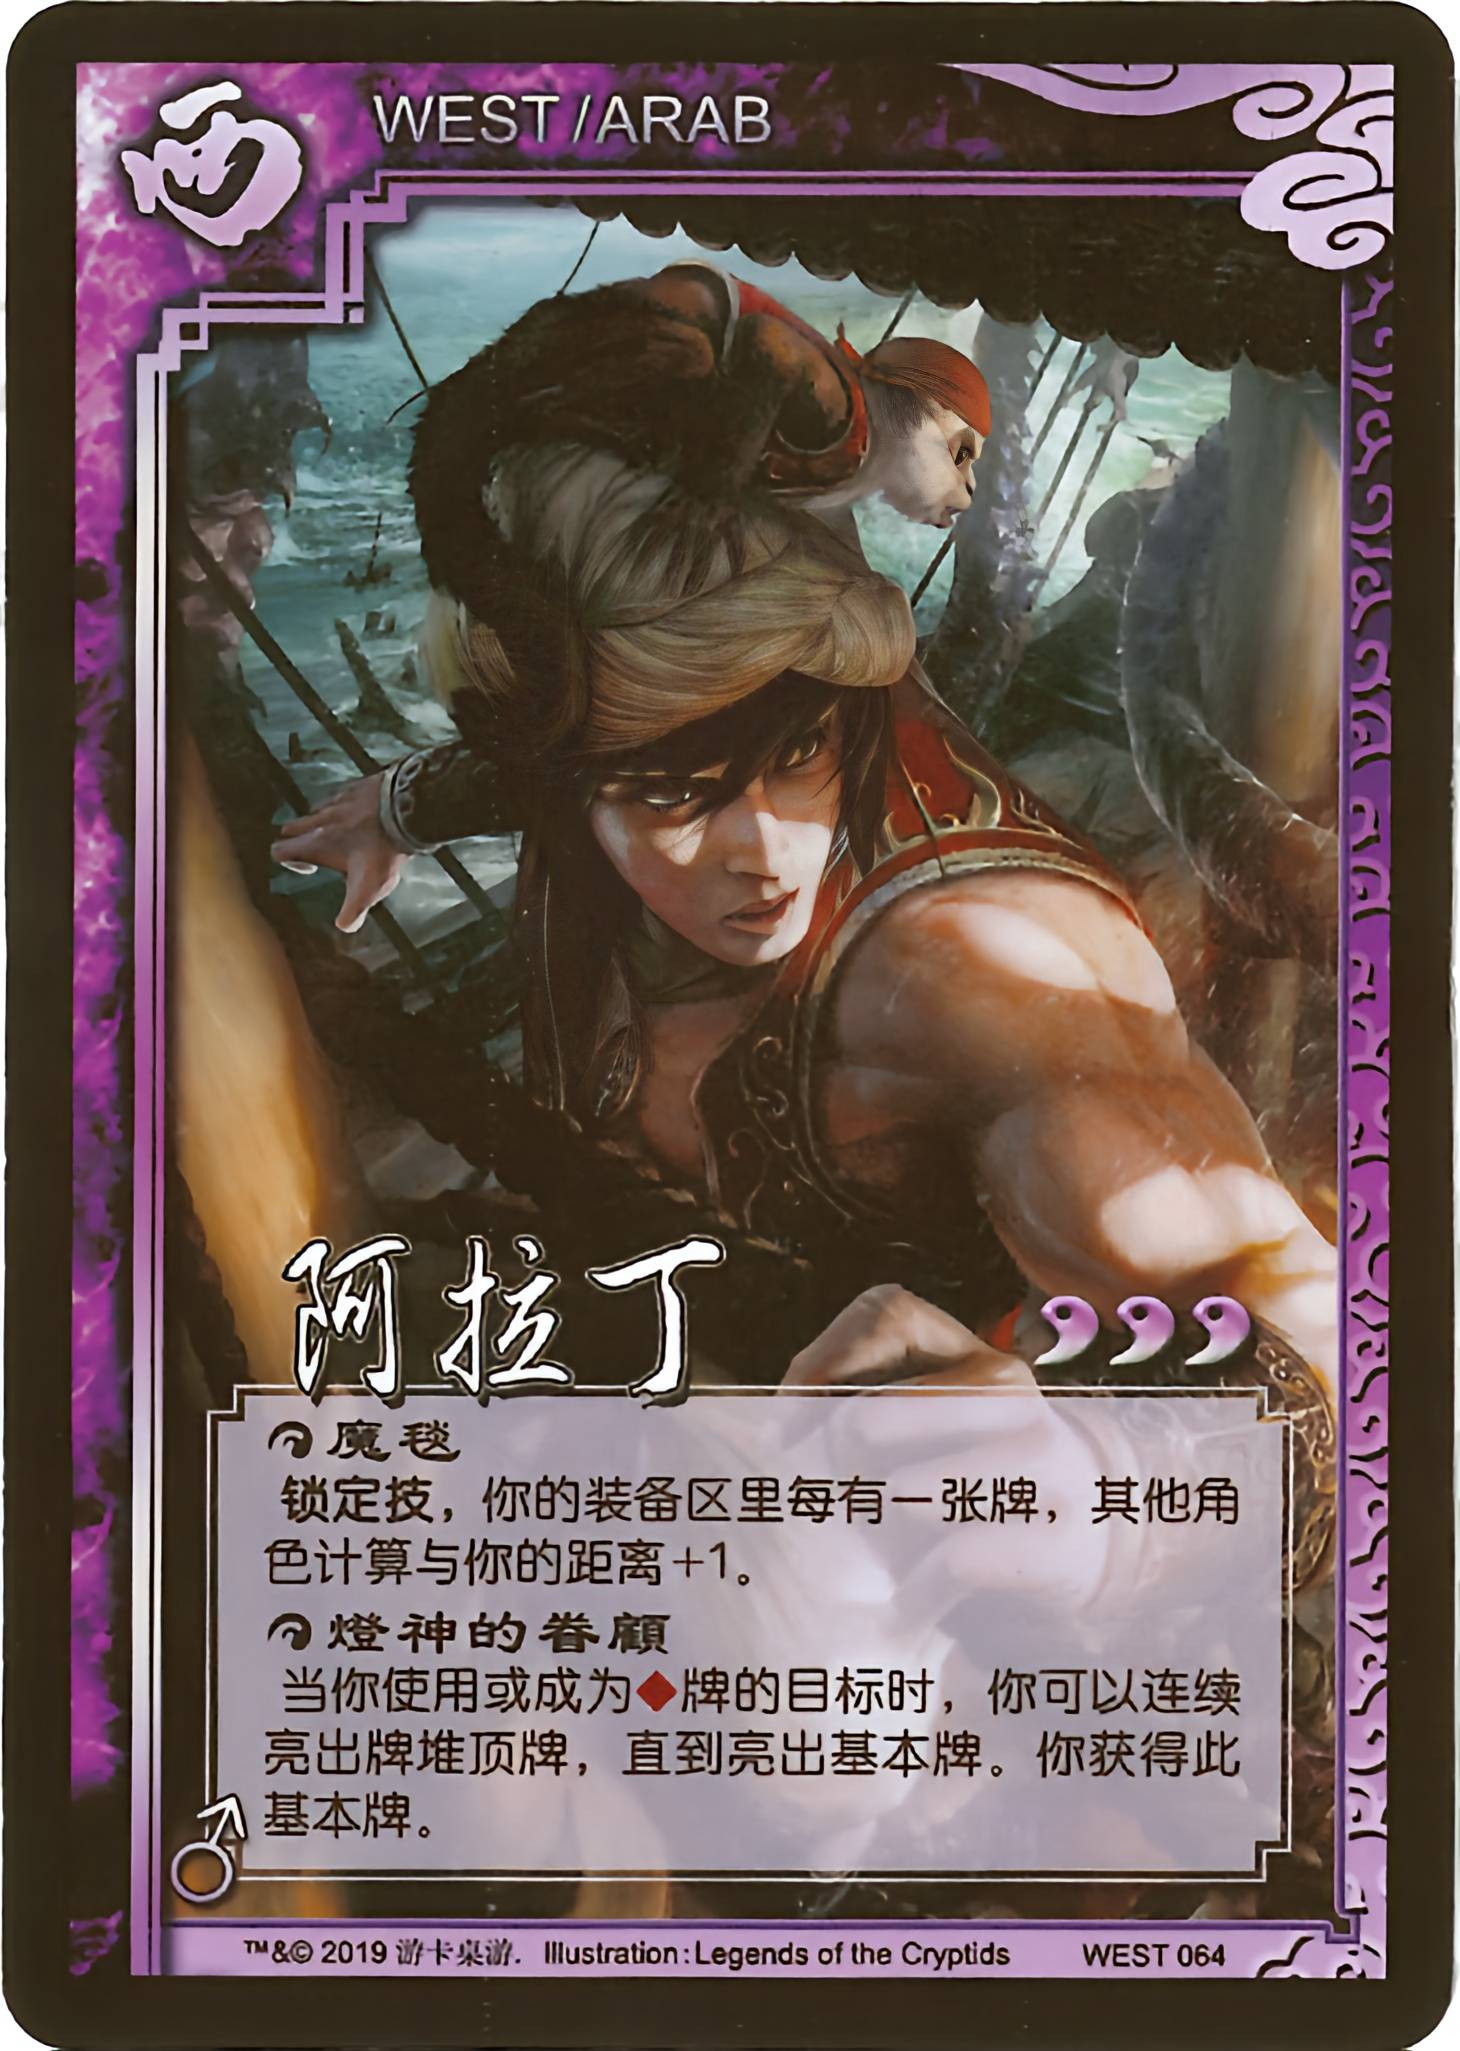 西
WEST/ARAB
阿拉丁
魔毯
锁定技，你的装备区里每有一张牌，其他角
色计算与你的距离+1。
燈神的眷顧
当你使用或成为♦牌的目标时，你可以连续
亮出牌堆顶牌，直到亮出基本牌。你获得此
基本牌。
™&© 2019 游卡桌游. Illustration:Legends of the Cryptids WEST 064